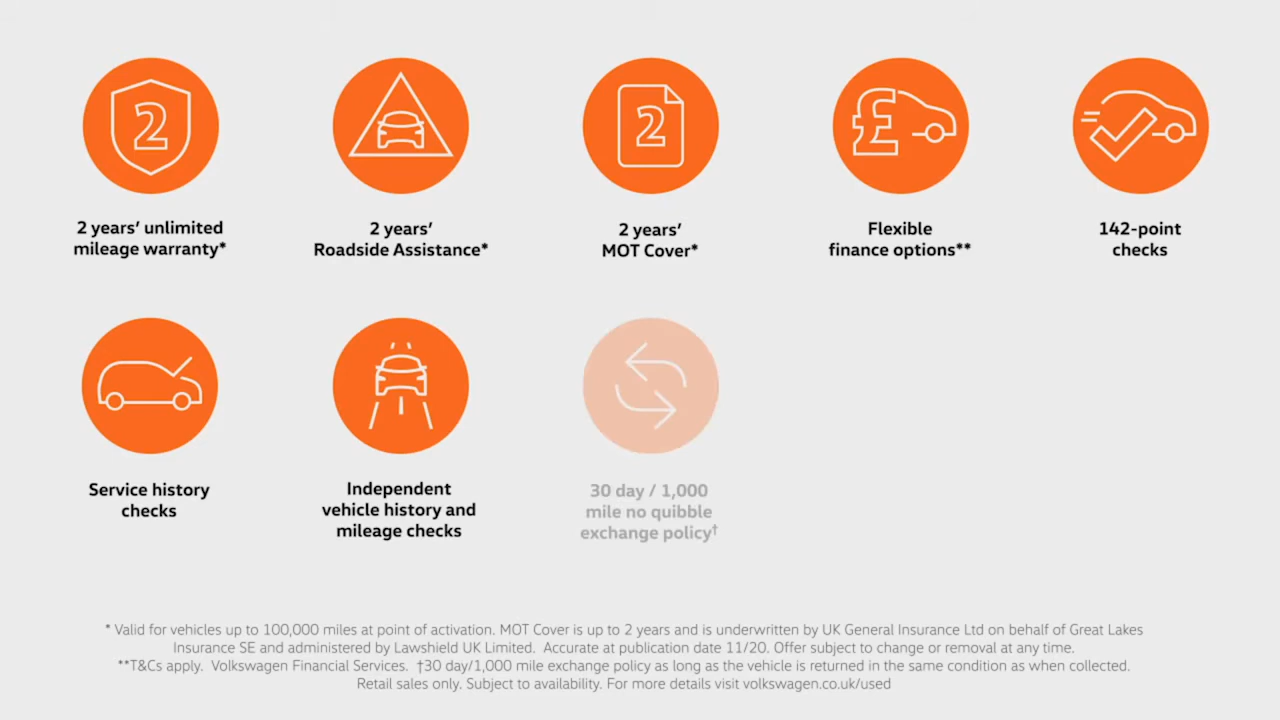 2
2
£
2 years' unlimited
mileage warranty*
2 years'
Roadside Assistance*
2 years'
MOT Cover*
Flexible
finance options**
142-point
checks
Service history
checks
Independent
vehicle history and
mileage checks
30 day / 1,000
mile no quibble
exchange policy†
* Valid for vehicles up to 100,000 miles at point of activation. MOT Cover is up to 2 years and is underwritten by UK General Insurance Ltd on behalf of Great Lakes
Insurance SE and administered by Lawshield UK Limited. Accurate at publication date 11/20. Offer subject to change or removal at any time.
**T&Cs apply. Volkswagen Financial Services. †30 day/1,000 mile exchange policy as long as the vehicle is returned in the same condition as when collected.
Retail sales only. Subject to availability. For more details visit volkswagen.co.uk/used